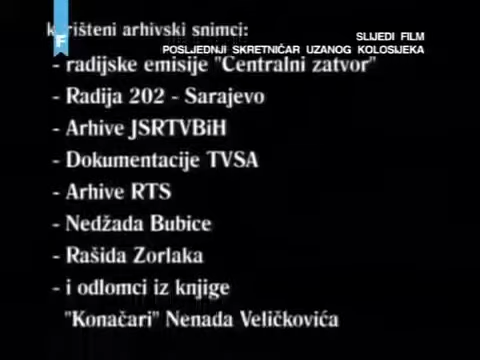 korišteni arhivski snimci:
SLIJEDI FILM
POSLJEDNJI SKRETNIČAR UZANOG KOLOSIJEKA
F
- radijske emisije "Centralni zatvor"
- Radija 202 - Sarajevo
- Arhive JSRTVBiH
- Dokumentacije TVSA
- Arhive RTS
- Nedžada Bubice
- Rašida Zorlaka
- i odlomci iz knjige
"Konačari" Nenada Veličkovića